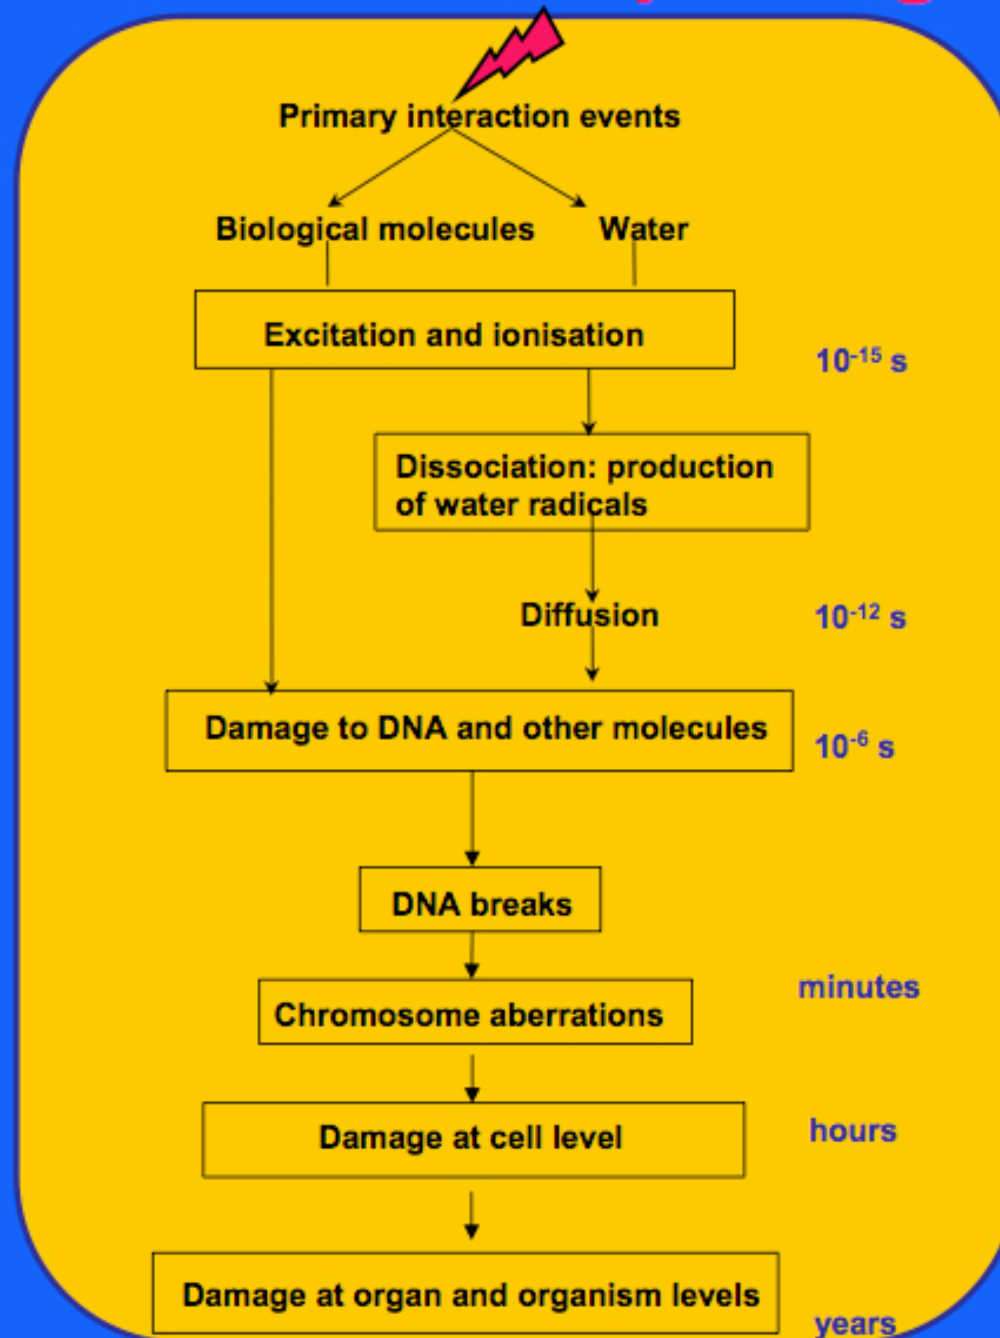 Primary interaction events
Biological molecules Water
Excitation and ionisation
10⁻¹⁵ s
Dissociation: production
of water radicals
Diffusion
10⁻¹² s
Damage to DNA and other molecules
10⁻⁶ s
DNA breaks
minutes
Chromosome aberrations
Damage at cell level
hours
Damage at organ and organism levels
years